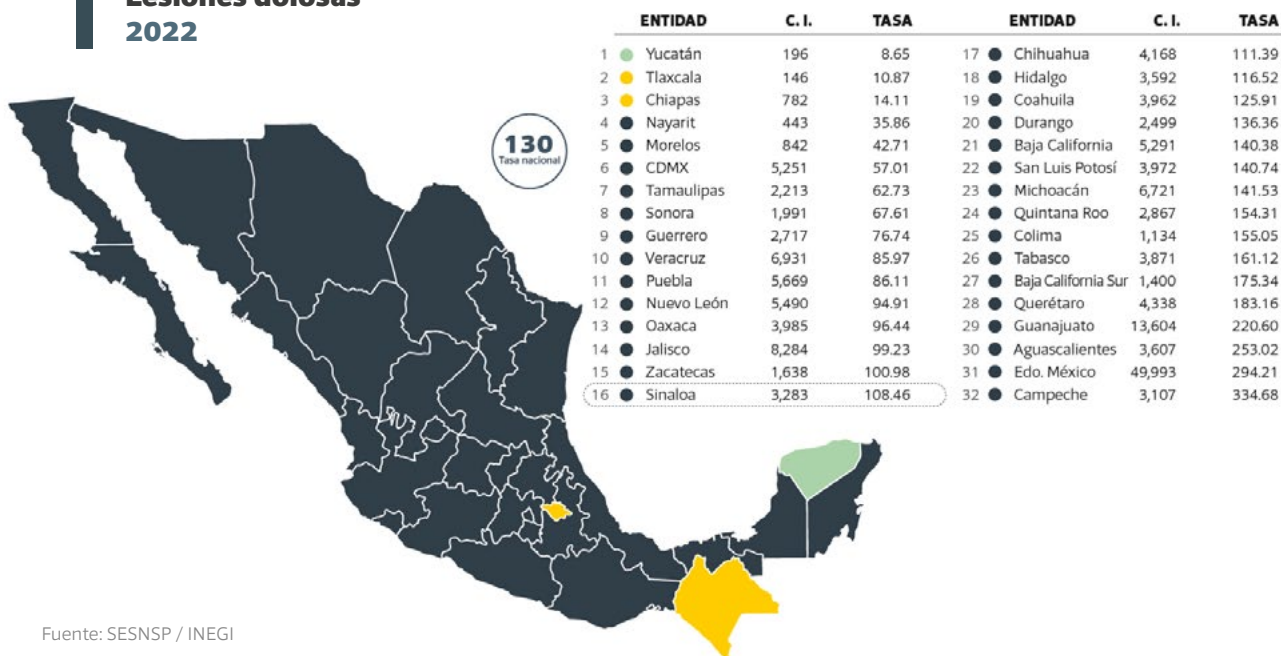 Lesiones dolosas
2022
130
Tasa nacional
ENTIDAD C. I. TASA
1 Yucatán 196 8.65
2 Tlaxcala 146 10.87
3 Chiapas 782 14.11
4 Nayarit 443 35.86
5 Morelos 842 42.71
6 CDMX 5,251 57.01
7 Tamaulipas 2,213 62.73
8 Sonora 1,991 67.61
9 Guerrero 2,717 76.74
10 Veracruz 6,931 85.97
11 Puebla 5,669 86.11
12 Nuevo León 5,490 94.91
13 Oaxaca 3,985 96.44
14 Jalisco 8,284 99.23
15 Zacatecas 1,638 100.98
16 Sinaloa 3,283 108.46
ENTIDAD C. I. TASA
17 Chihuahua 4,168 111.39
18 Hidalgo 3,592 116.52
19 Coahuila 3,962 125.91
20 Durango 2,499 136.36
21 Baja California 5,291 140.38
22 San Luis Potosí 3,972 140.74
23 Michoacán 6,721 141.53
24 Quintana Roo 2,867 154.31
25 Colima 1,134 155.05
26 Tabasco 3,871 161.12
27 Baja California Sur 1,400 175.34
28 Querétaro 4,338 183.16
29 Guanajuato 13,604 220.60
30 Aguascalientes 3,607 253.02
31 Edo. México 49,993 294.21
32 Campeche 3,107 334.68
Fuente: SESNSP / INEGI